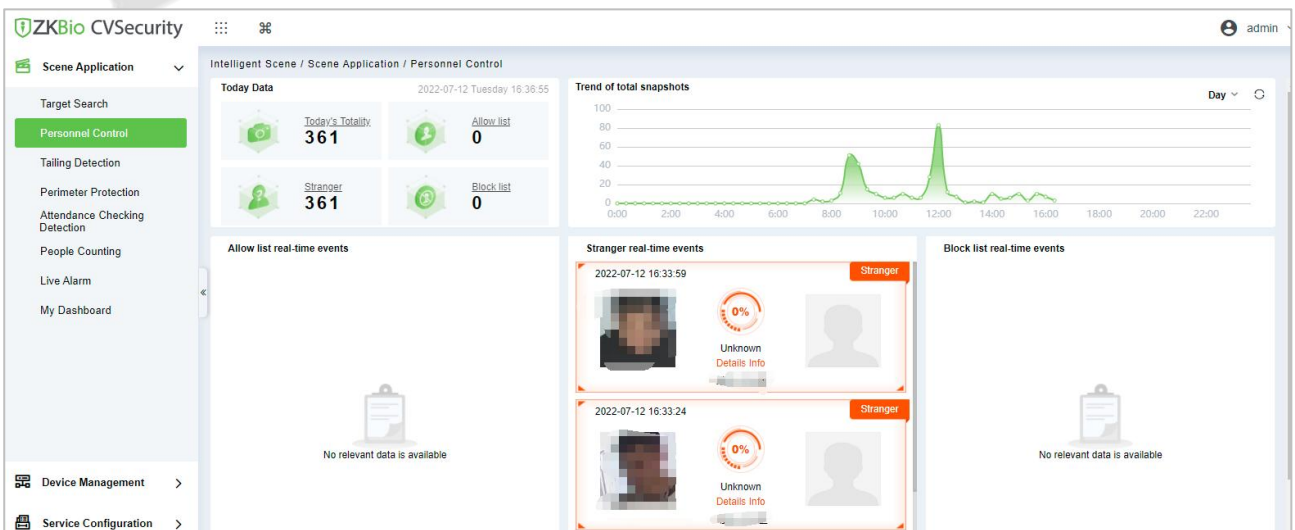 ZKBio CVSecurity
admin
Scene Application
Target Search
Personnel Control
Tailing Detection
Perimeter Protection
Attendance Checking
Detection
People Counting
Live Alarm
My Dashboard
Device Management
Service Configuration
Intelligent Scene / Scene Application / Personnel Control
Today Data
2022-07-12 Tuesday 16:36:55
Today's Totality
361
Allow list
0
Stranger
361
Block list
0
Trend of total snapshots
Day
100
80
60
40
20
0
0:00 2:00 4:00 6:00 8:00 10:00 12:00 14:00 16:00 18:00 20:00 22:00
Allow list real-time events
No relevant data is available
Stranger real-time events
2022-07-12 16:33:59
Stranger
0%
Unknown
Details Info
2022-07-12 16:33:24
Stranger
0%
Unknown
Details Info
Block list real-time events
No relevant data is available